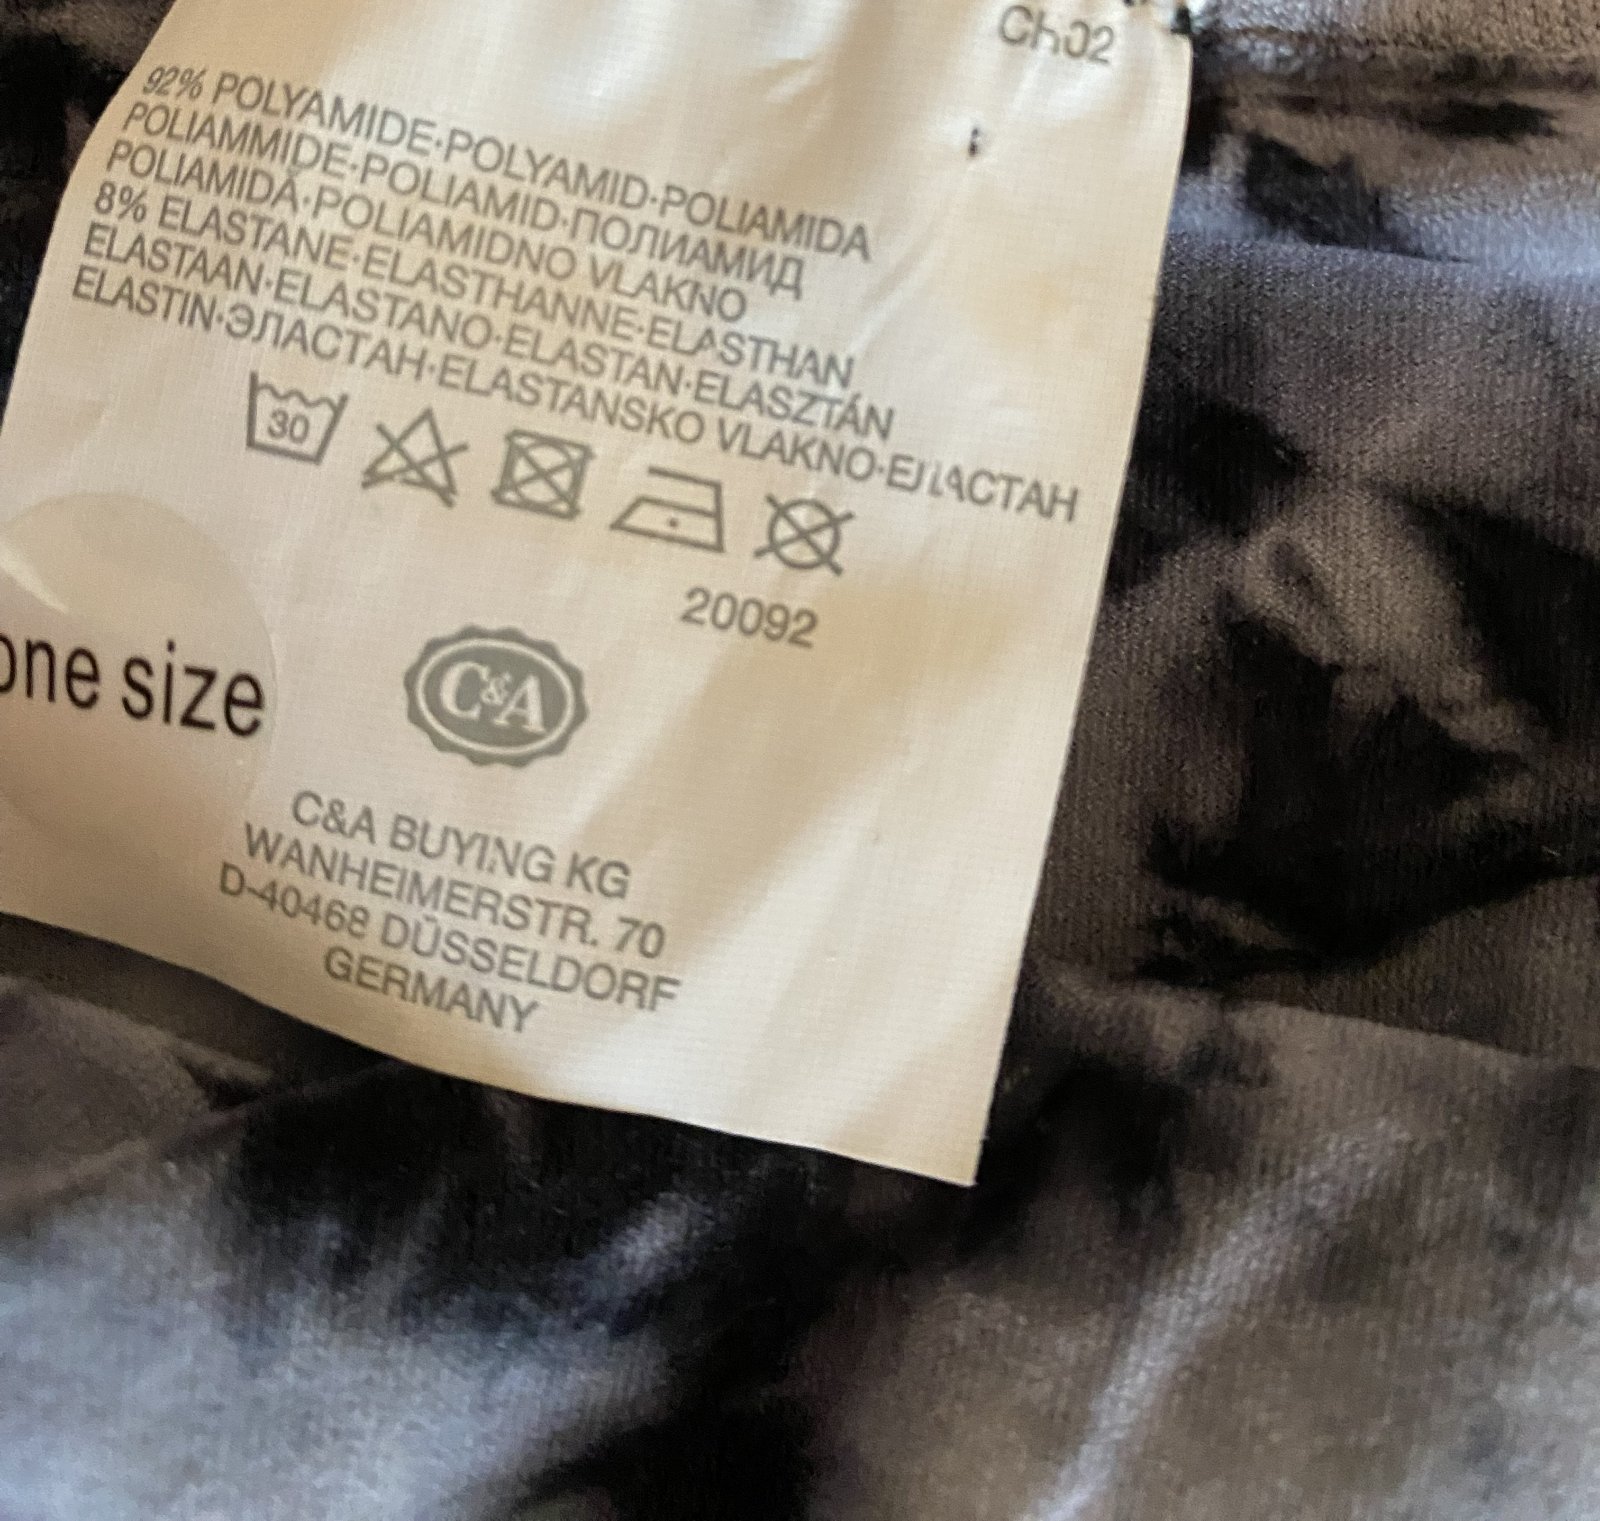 Ch02
92% POLYAMIDE·POLYAMID·POLIAMIDA
POLIAMMIDE·POLIAMID·ПОЛИАМИД
POLIAMIDĂ·POLIAMIDNO VLAKNO
8% ELASTANE·ELASTHANNE·ELASTHAN
ELASTAAN·ELASTANO·ELASTAN·ELASZTÁN
ELASTIN·ЭЛАСТАН·ELASTANSKO VLAKNO·ЕЛАСТАН
30
20092
one size
C&A
C&A BUYING KG
WANHEIMERSTR. 70
D-40468 DÜSSELDORF
GERMANY